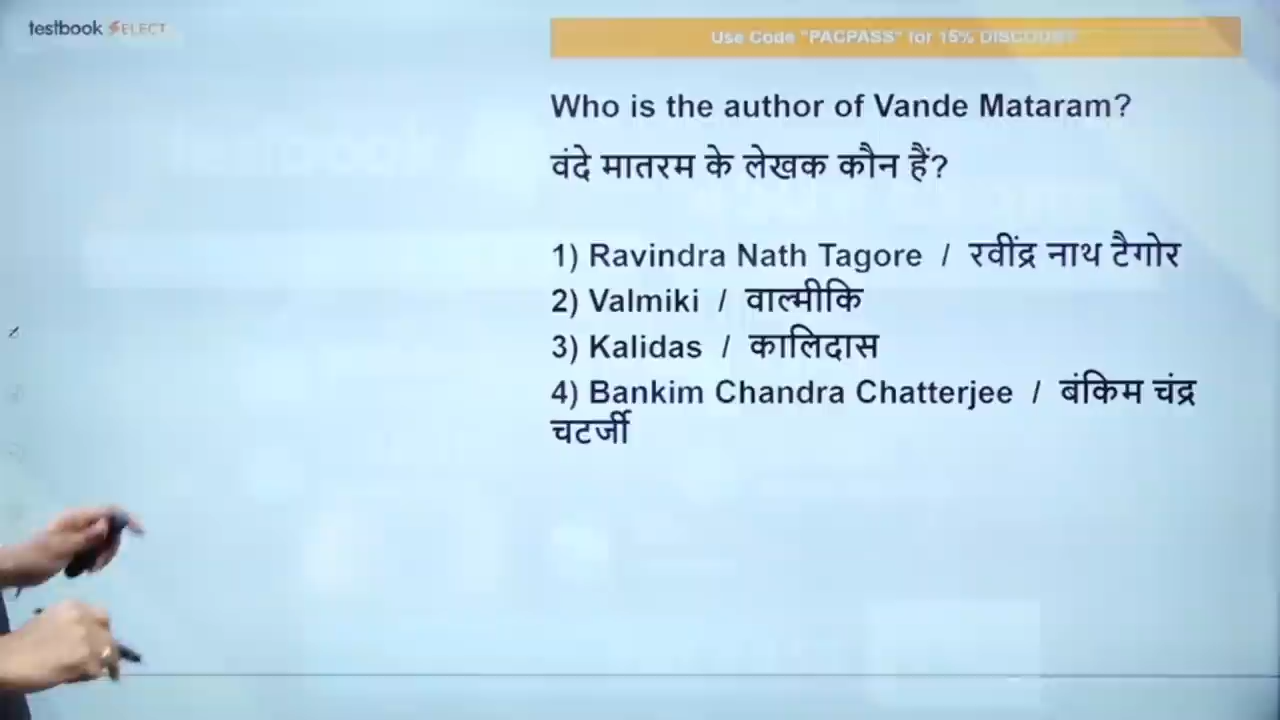 testbook SELECT
Use Code "PACPASS" for 15% DISCOUNT
Who is the author of Vande Mataram?
वंदे मातरम के लेखक कौन हैं?
1) Ravindra Nath Tagore / रवींद्र नाथ टैगोर
2) Valmiki / वाल्मीकि
3) Kalidas / कालिदास
4) Bankim Chandra Chatterjee / बंकिम चंद्र
चटर्जी